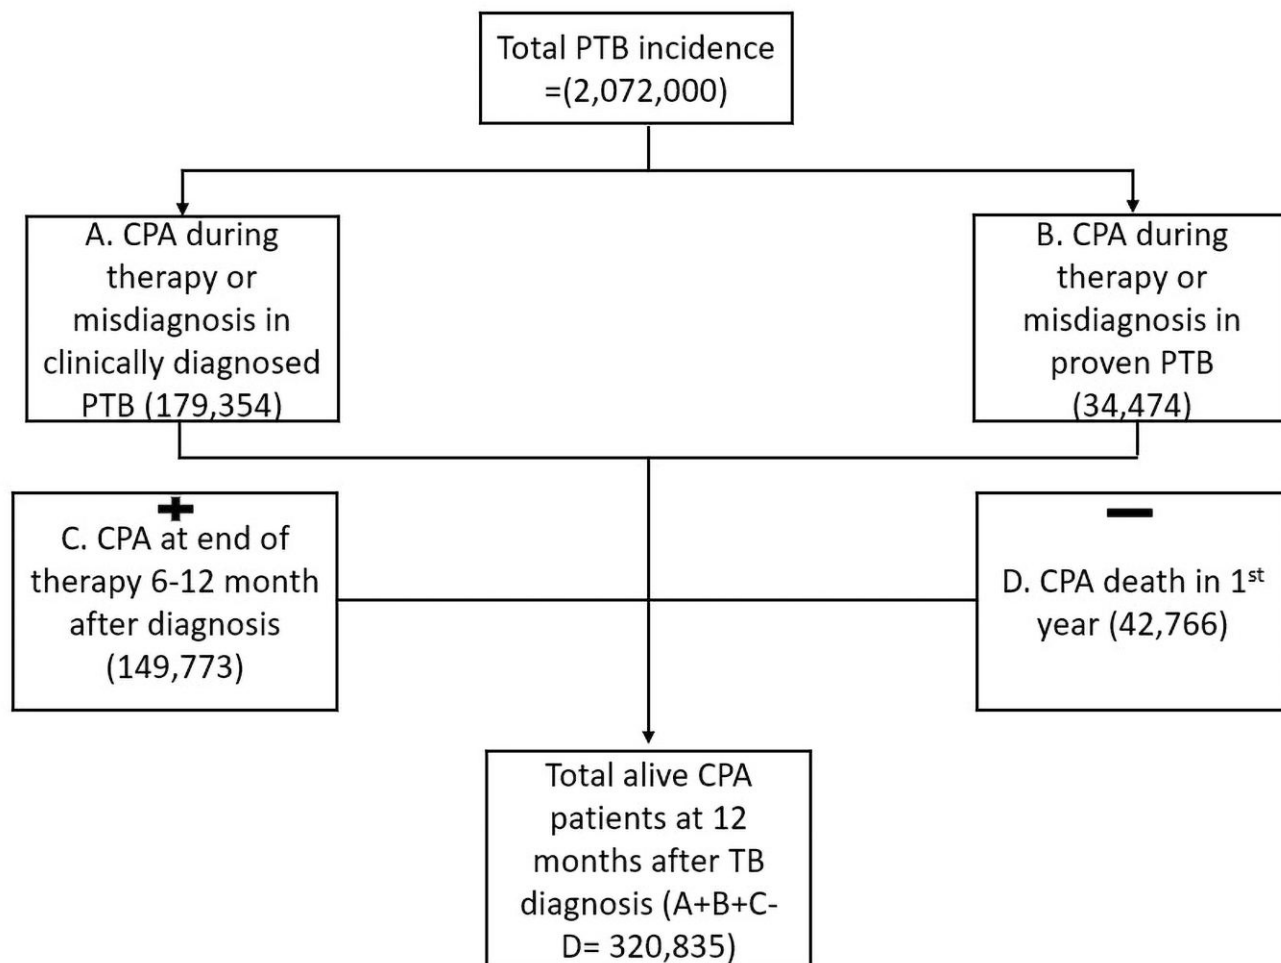 Total PTB incidence
=(2,072,000)
A. CPA during
therapy or
misdiagnosis in
clinically diagnosed
PTB (179,354)
B. CPA during
therapy or
misdiagnosis in
proven PTB
(34,474)
+
C. CPA at end of
therapy 6-12 month
after diagnosis
(149,773)
−
D. CPA death in 1st
year (42,766)
Total alive CPA
patients at 12
months after TB
diagnosis (A+B+C-
D= 320,835)